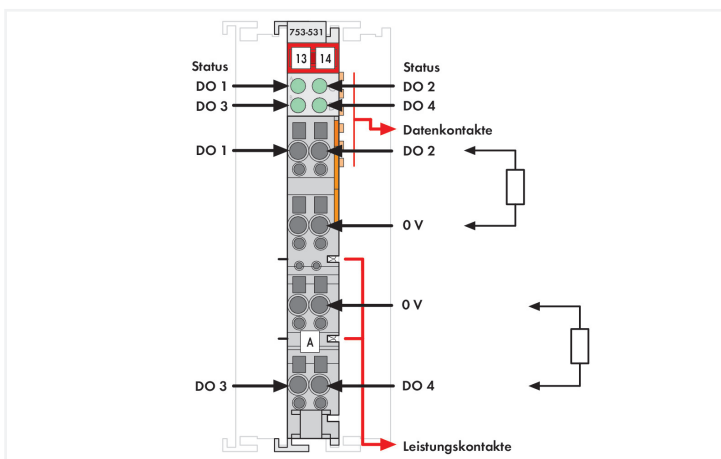 753-531
13 14
Status Status
DO 1 DO 2
DO 3 DO 4
Datenkontakte
DO 1 DO 2
0 V
0 V
A
DO 3 DO 4
Leistungskontakte